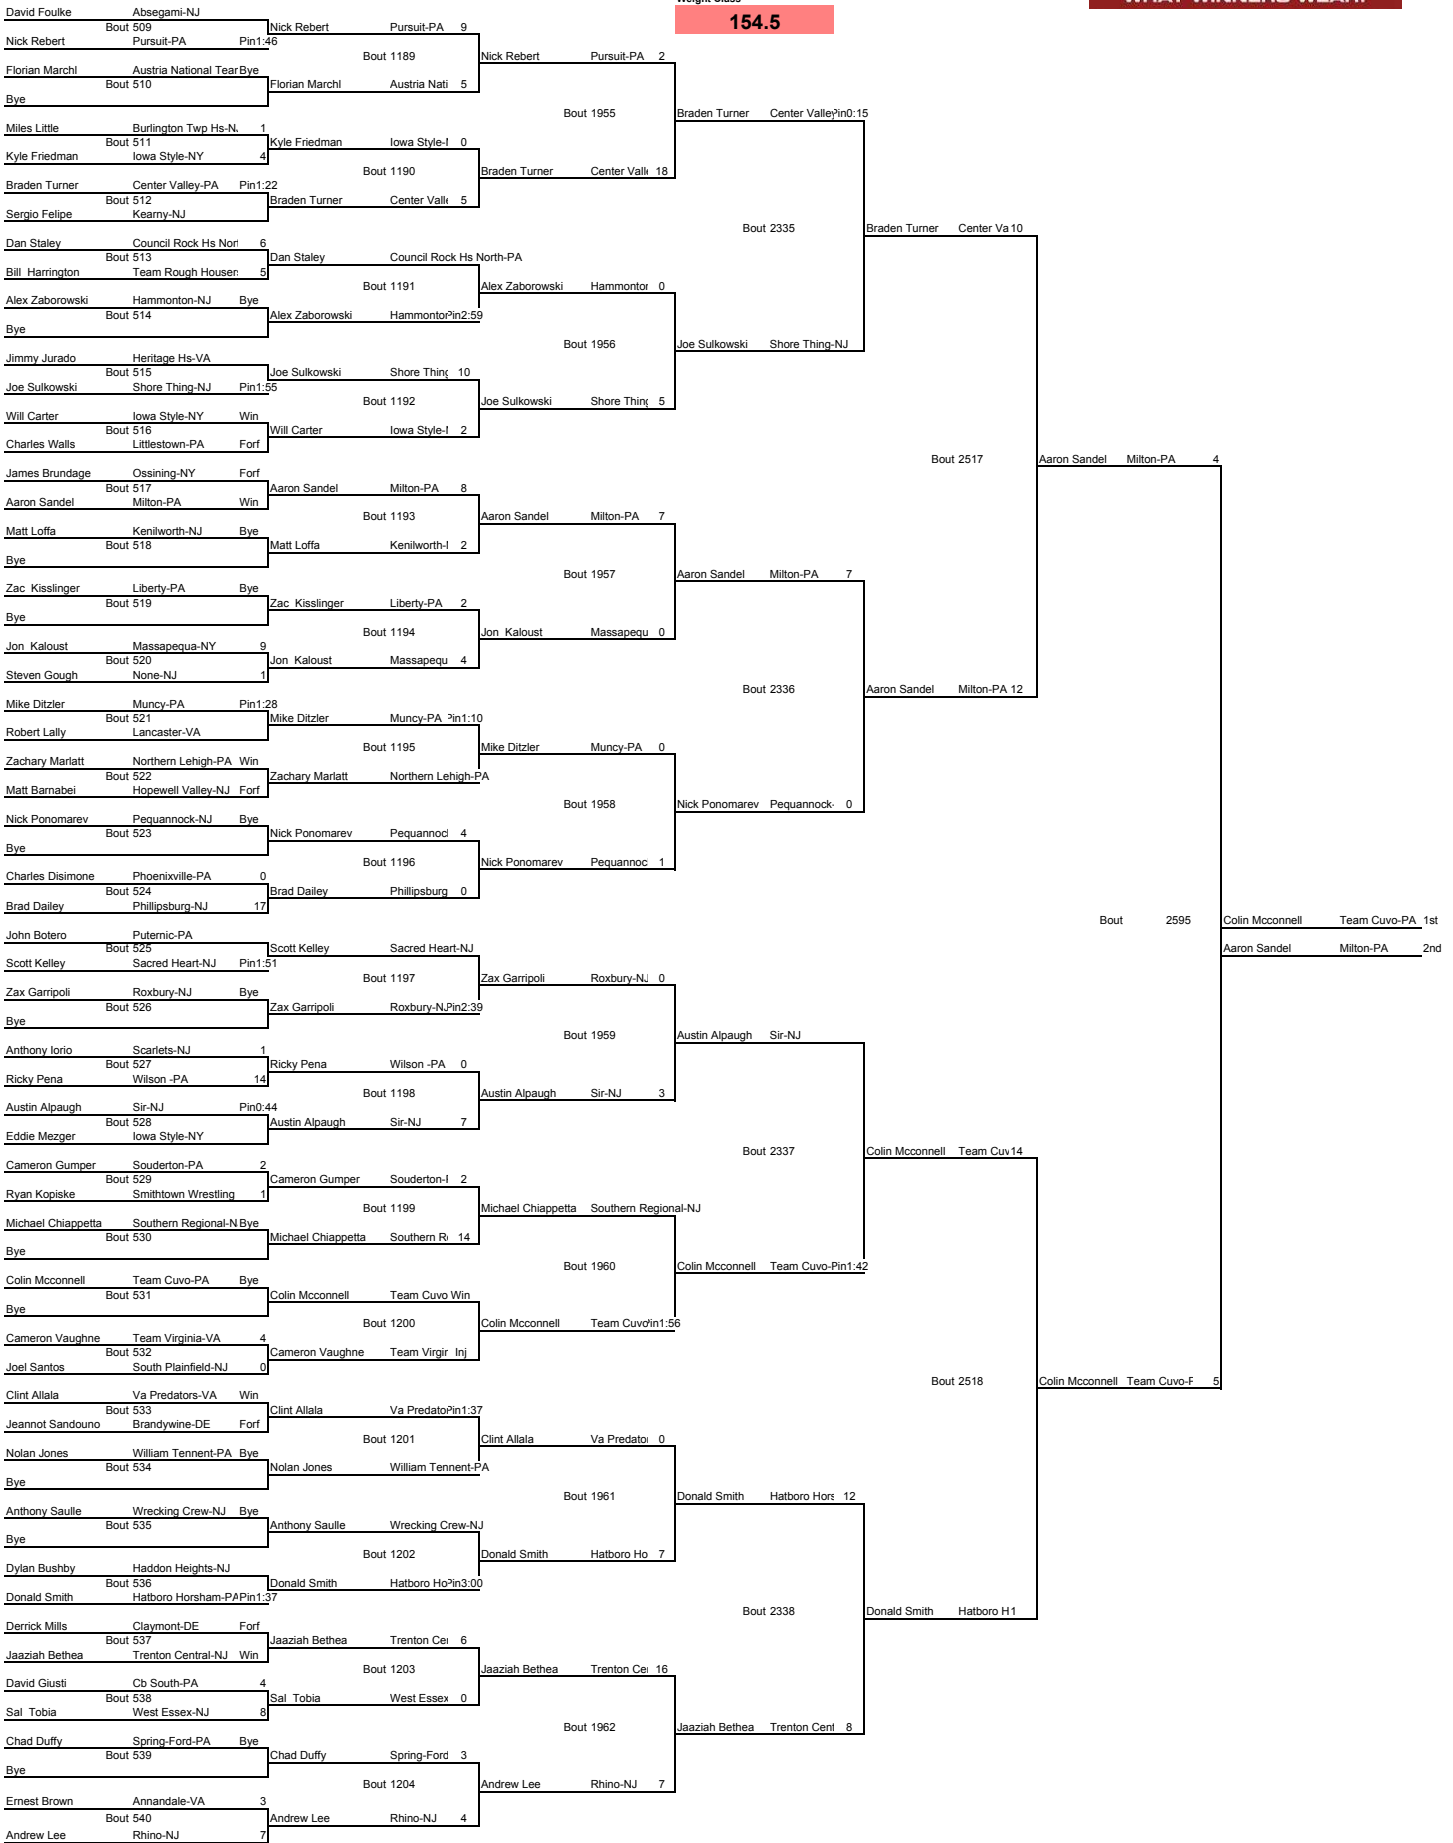 154.5
David Foulke Absegami-NJ
Bout 509
Nick Rebert Pursuit-PA Pin1:46
Florian Marchl Austria National Tear Bye
Bout 510
Bye
Miles Little Burlington Twp Hs-N. 1
Bout 511
Kyle Friedman Iowa Style-NY 4
Braden Turner Center Valley-PA Pin1:22
Bout 512
Sergio Felipe Kearny-NJ
Dan Staley Council Rock Hs Nor 6
Bout 513
Bill Harrington Team Rough Houser 5
Alex Zaborowski Hammonton-NJ Bye
Bout 514
Bye
Jimmy Jurado Heritage Hs-VA
Bout 515
Joe Sulkowski Shore Thing-NJ Pin1:55
Will Carter Iowa Style-NY Win
Bout 516
Charles Walls Littlestown-PA Forf
James Brundage Ossining-NY Forf
Bout 517
Aaron Sandel Milton-PA Win
Matt Loffa Kenilworth-NJ Bye
Bout 518
Bye
Zac Kisslinger Liberty-PA Bye
Bout 519
Bye
Jon Kaloust Massapequa-NY 9
Bout 520
Steven Gough None-NJ 1
Mike Ditzler Muncy-PA Pin1:28
Bout 521
Robert Lally Lancaster-VA
Zachary Marlatt Northern Lehigh-PA Win
Bout 522
Matt Barnabei Hopewell Valley-NJ Forf
Nick Ponomarev Pequannock-NJ Bye
Bout 523
Bye
Charles Disimone Phoenixville-PA 0
Bout 524
Brad Dailey Phillipsburg-NJ 17
John Botero Puternic-PA
Bout 525
Scott Kelley Sacred Heart-NJ Pin1:51
Zax Garripoli Roxbury-NJ Bye
Bout 526
Bye
Anthony Iorio Scarlets-NJ 1
Bout 527
Ricky Pena Wilson -PA 14
Austin Alpaugh Sir-NJ Pin0:44
Bout 528
Eddie Mezger Iowa Style-NY
Cameron Gumper Souderton-PA 2
Bout 529
Ryan Kopiske Smithtown Wrestling 1
Michael Chiappetta Southern Regional-N Bye
Bout 530
Bye
Colin Mcconnell Team Cuvo-PA Bye
Bout 531
Bye
Cameron Vaughne Team Virginia-VA 4
Bout 532
Joel Santos South Plainfield-NJ 0
Clint Allala Va Predators-VA Win
Bout 533
Jeannot Sandouno Brandywine-DE Forf
Nolan Jones William Tennent-PA Bye
Bout 534
Bye
Anthony Saulle Wrecking Crew-NJ Bye
Bout 535
Bye
Dylan Bushby Haddon Heights-NJ
Bout 536
Donald Smith Hatboro Horsham-PA Pin1:37
Derrick Mills Claymont-DE Forf
Bout 537
Jaaziah Bethea Trenton Central-NJ Win
David Giusti Cb South-PA 4
Bout 538
Sal Tobia West Essex-NJ 8
Chad Duffy Spring-Ford-PA Bye
Bout 539
Bye
Ernest Brown Annandale-VA 3
Bout 540
Andrew Lee Rhino-NJ 7
Nick Rebert Pursuit-PA 9
Bout 1189
Florian Marchl Austria Nati 5
Kyle Friedman Iowa Style- 0
Bout 1190
Braden Turner Center Vall 5
Dan Staley Council Rock Hs North-PA
Bout 1191
Alex Zaborowski Hammonton Pin2:59
Joe Sulkowski Shore Thing 10
Bout 1192
Will Carter Iowa Style- 2
Aaron Sandel Milton-PA 8
Bout 1193
Matt Loffa Kenilworth- 2
Zac Kisslinger Liberty-PA 2
Bout 1194
Jon Kaloust Massapequ 4
Mike Ditzler Muncy-PA Pin1:10
Bout 1195
Zachary Marlatt Northern Lehigh-PA
Nick Ponomarev Pequannoc 4
Bout 1196
Brad Dailey Phillipsburg 0
Scott Kelley Sacred Heart-NJ
Bout 1197
Zax Garripoli Roxbury-NJ Pin2:39
Ricky Pena Wilson -PA 0
Bout 1198
Austin Alpaugh Sir-NJ 7
Cameron Gumper Souderton- 2
Bout 1199
Michael Chiappetta Southern R 14
Colin Mcconnell Team Cuvo Win
Bout 1200
Cameron Vaughne Team Virgir Inj
Clint Allala Va Predato Pin1:37
Bout 1201
Nolan Jones William Tennent-PA
Anthony Saulle Wrecking Crew-NJ
Bout 1202
Donald Smith Hatboro Ho Pin3:00
Jaaziah Bethea Trenton Cei 6
Bout 1203
Sal Tobia West Essex 0
Chad Duffy Spring-Ford 3
Bout 1204
Andrew Lee Rhino-NJ 4
Nick Rebert Pursuit-PA 2
Bout 1955
Braden Turner Center Vall 18
Alex Zaborowski Hammontor 0
Bout 1956
Joe Sulkowski Shore Thing 5
Aaron Sandel Milton-PA 7
Bout 1957
Jon Kaloust Massapequ 0
Mike Ditzler Muncy-PA 0
Bout 1958
Nick Ponomarev Pequannoc 1
Zax Garripoli Roxbury-NJ 0
Bout 1959
Austin Alpaugh Sir-NJ 3
Michael Chiappetta Southern Regional-NJ
Bout 1960
Colin Mcconnell Team Cuvo in1:56
Clint Allala Va Predato 0
Bout 1961
Donald Smith Hatboro Ho 7
Jaaziah Bethea Trenton Cei 16
Bout 1962
Andrew Lee Rhino-NJ 7
Braden Turner Center Valley Pin0:15
Bout 2335
Joe Sulkowski Shore Thing-NJ
Aaron Sandel Milton-PA 7
Bout 2336
Nick Ponomarev Pequannock- 0
Austin Alpaugh Sir-NJ
Bout 2337
Colin Mcconnell Team Cuvo-Pin1:42
Donald Smith Hatboro Hors 12
Bout 2338
Jaaziah Bethea Trenton Cent 8
Braden Turner Center Va 10
Bout 2517
Aaron Sandel Milton-PA 12
Colin Mcconnell Team Cuv 14
Bout 2518
Donald Smith Hatboro H 1
Aaron Sandel Milton-PA 4
Bout 2595
Colin Mcconnell Team Cuvo-F 5
Colin Mcconnell Team Cuvo-PA 1st
Aaron Sandel Milton-PA 2nd